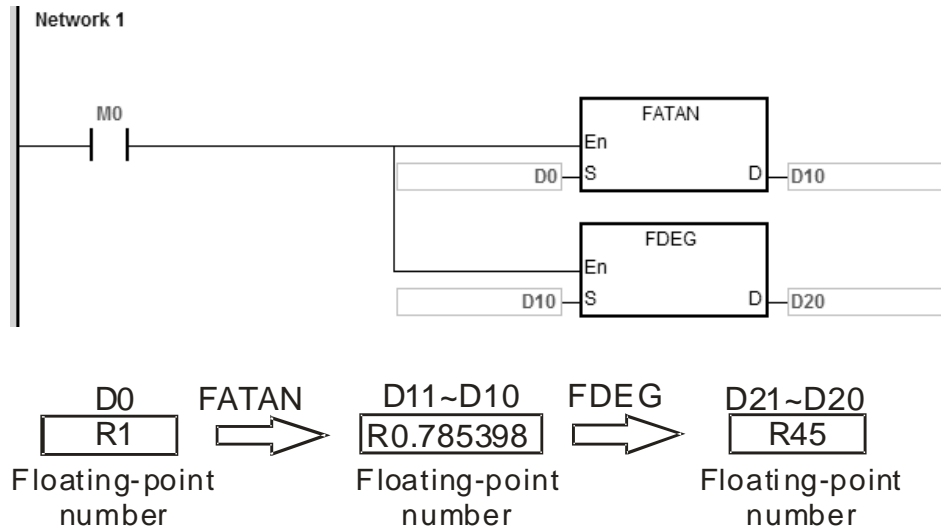 Network 1
M0
FATAN
En
D0 S D D10
FDEG
En
D10 S D D20
D0 FATAN D11~D10 FDEG D21~D20
R1 R0.785398 R45
Floating-point Floating-point Floating-point
number number number